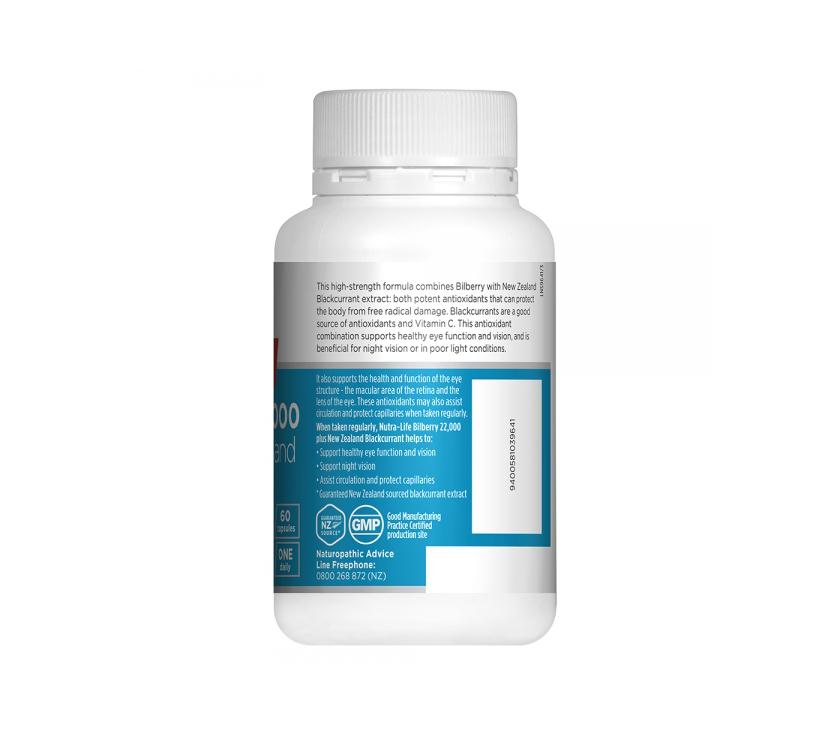 This high-strength formula combines Bilberry with New Zealand
Blackcurrant extract: both potent antioxidants that can protect
the body from free radical damage. Blackcurrants are a good
source of antioxidants and Vitamin C. This antioxidant
combination supports healthy eye function and vision, and is
beneficial for night vision or in poor light conditions.
It also supports the health and function of the eye
structure - the macular area of the retina and the
lens of the eye. These antioxidants may also assist
circulation and protect capillaries when taken regularly.
When taken regularly, Nutra-Life Bilberry 22,000
plus New Zealand Blackcurrant helps to:
• Support healthy eye function and vision
• Support night vision
• Assist circulation and protect capillaries
*Guaranteed New Zealand sourced blackcurrant extract
GUARANTEED
NZ
SOURCE*
GMP
Good Manufacturing
Practice Certified
production site
Naturopathic Advice
Line Freephone:
0800 268 872 (NZ)
000
and
60
capsules
ONE
daily
9400581039641